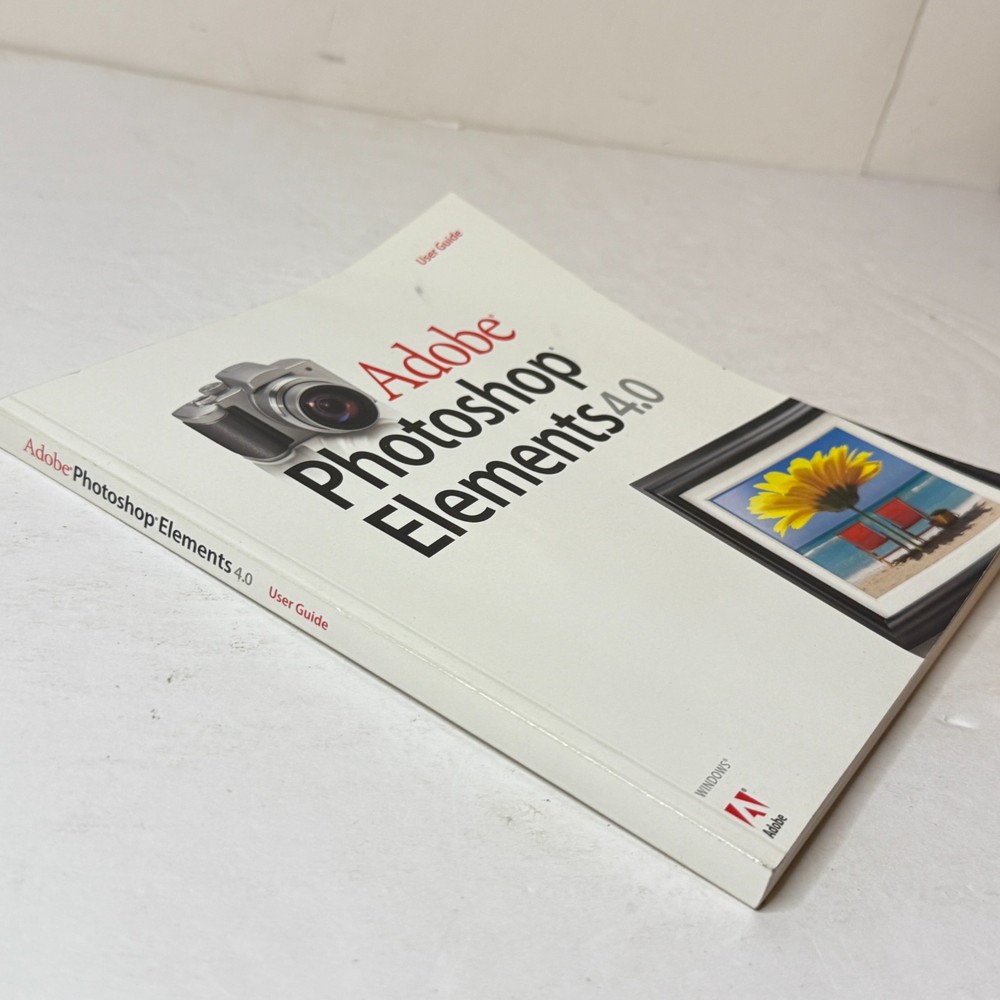 User Guide
Adobe®
Photoshop®
Elements 4.0
Adobe® Photoshop® Elements 4.0 User Guide
WINDOWS®
Adobe